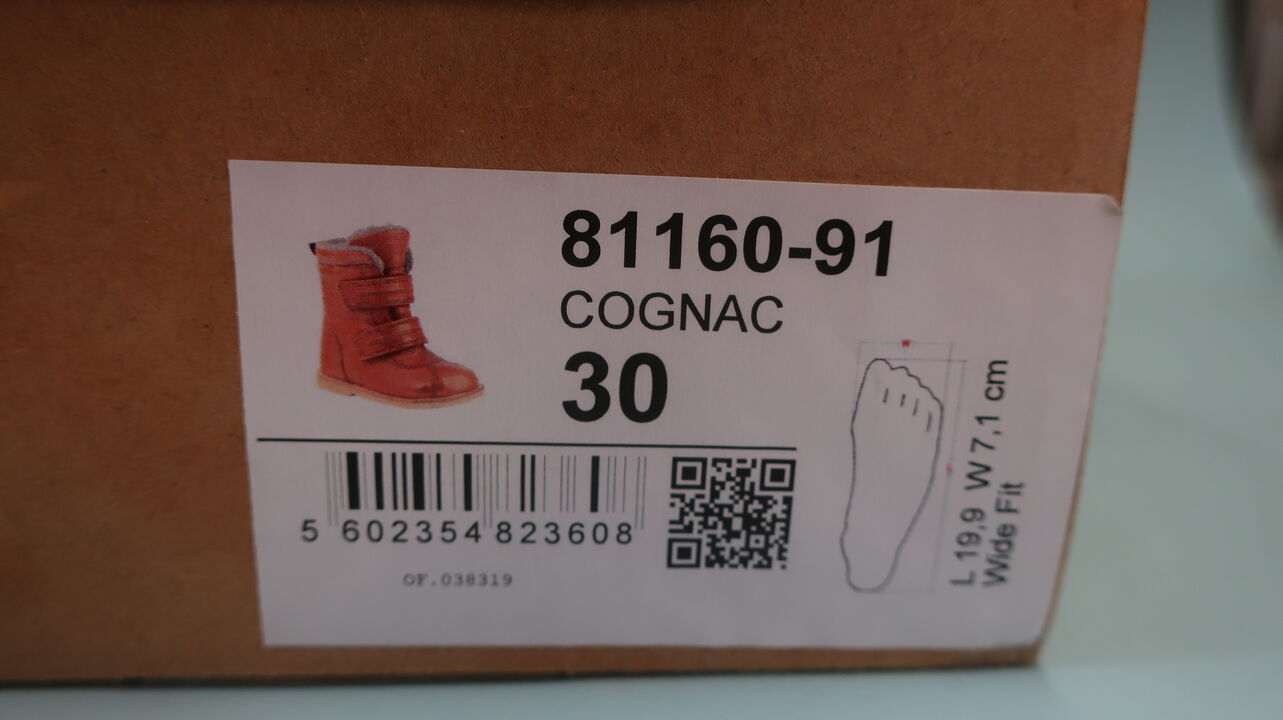 81160-91
COGNAC
30
5 602354 823608
OF.038319
W
L 19,9 W 7,1 cm
Wide Fit